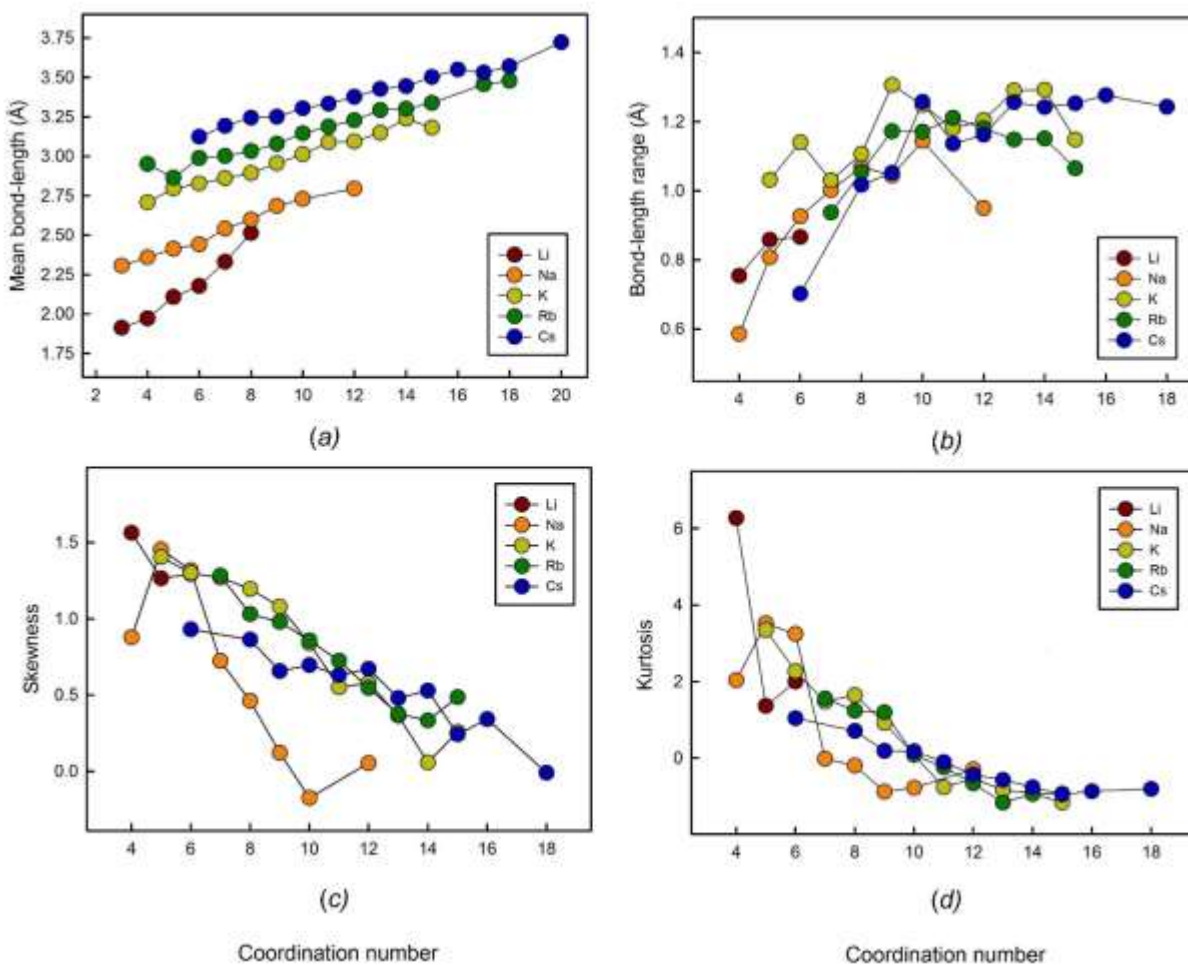 Mean bond-length (Å)
3.75
3.50
3.25
3.00
2.75
2.50
2.25
2.00
1.75
Li
Na
K
Rb
Cs
2 4 6 8 10 12 14 16 18 20
(a)
Bond-length range (Å)
1.4
1.2
1.0
0.8
0.6
Li
Na
K
Rb
Cs
4 6 8 10 12 14 16 18
(b)
Skewness
1.5
1.0
0.5
0.0
Li
Na
K
Rb
Cs
4 6 8 10 12 14 16 18
(c)
Kurtosis
6
4
2
0
Li
Na
K
Rb
Cs
4 6 8 10 12 14 16 18
(d)
Coordination number
Coordination number